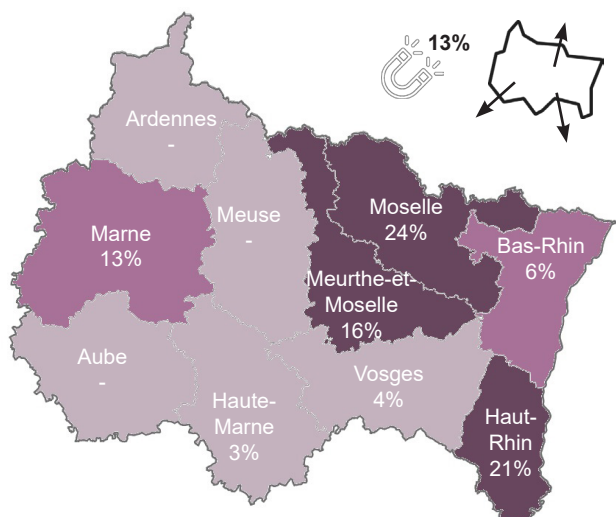 13%
Ardennes
-
Meuse
-
Moselle
24%
Marne
13%
Bas-Rhin
6%
Meurthe-et-
Moselle
16%
Aube
-
Vosges
4%
Haute-
Marne
3%
Haut-
Rhin
21%